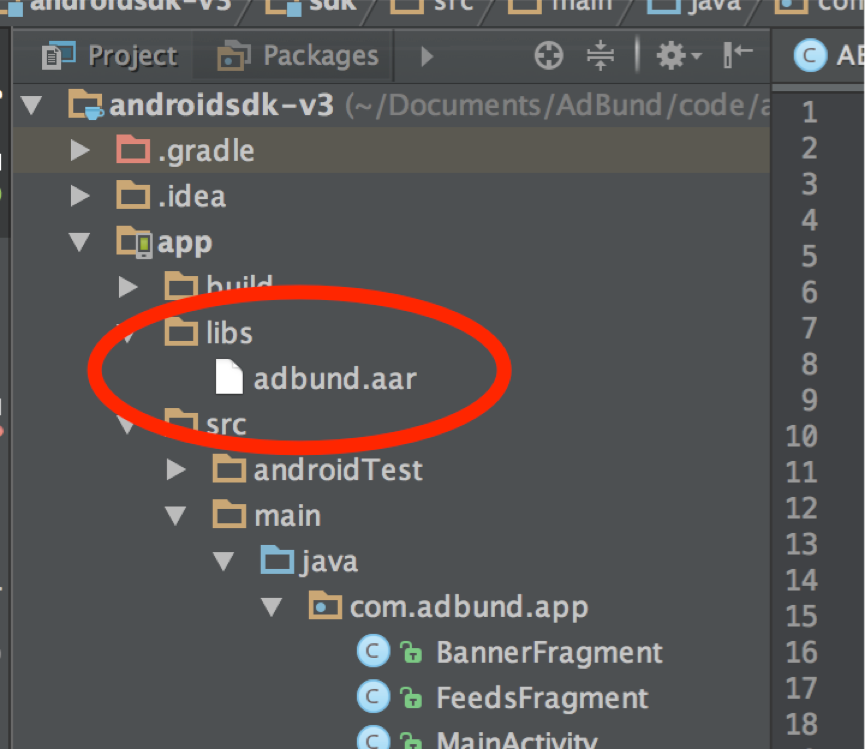 androidsdk-v3 sdk src main java com
Project Packages
AB
androidsdk-v3 (~/Documents/AdBund/code/a
.gradle
.idea
app
build
libs
adbund.aar
src
androidTest
main
java
com.adbund.app
C BannerFragment
C FeedsFragment
C MainActivity
1
2
3
4
5
6
7
8
9
10
11
12
13
14
15
16
17
18